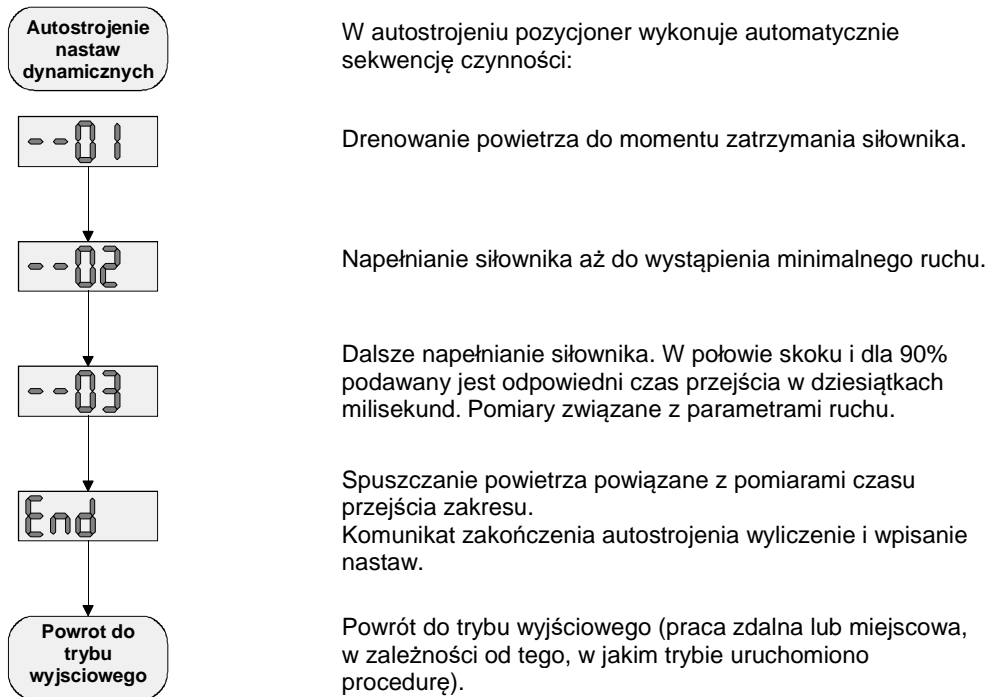 Autostrojenie
nastaw
dynamicznych
W autostrojeniu pozycjoner wykonuje automatycznie
sekwencję czynności:
--01
Drenowanie powietrza do momentu zatrzymania siłownika.
--02
Napełnianie siłownika aż do wystąpienia minimalnego ruchu.
--03
Dalsze napełnianie siłownika. W połowie skoku i dla 90%
podawany jest odpowiedni czas przejścia w dziesiątkach
milisekund. Pomiary związane z parametrami ruchu.
End
Spuszczanie powietrza powiązane z pomiarami czasu
przejścia zakresu.
Komunikat zakończenia autostrojenia wyliczenie i wpisanie
nastaw.
Powrot do
trybu
wyjsciowego
Powrót do trybu wyjściowego (praca zdalna lub miejscowa,
w zależności od tego, w jakim trybie uruchomiono
procedurę).